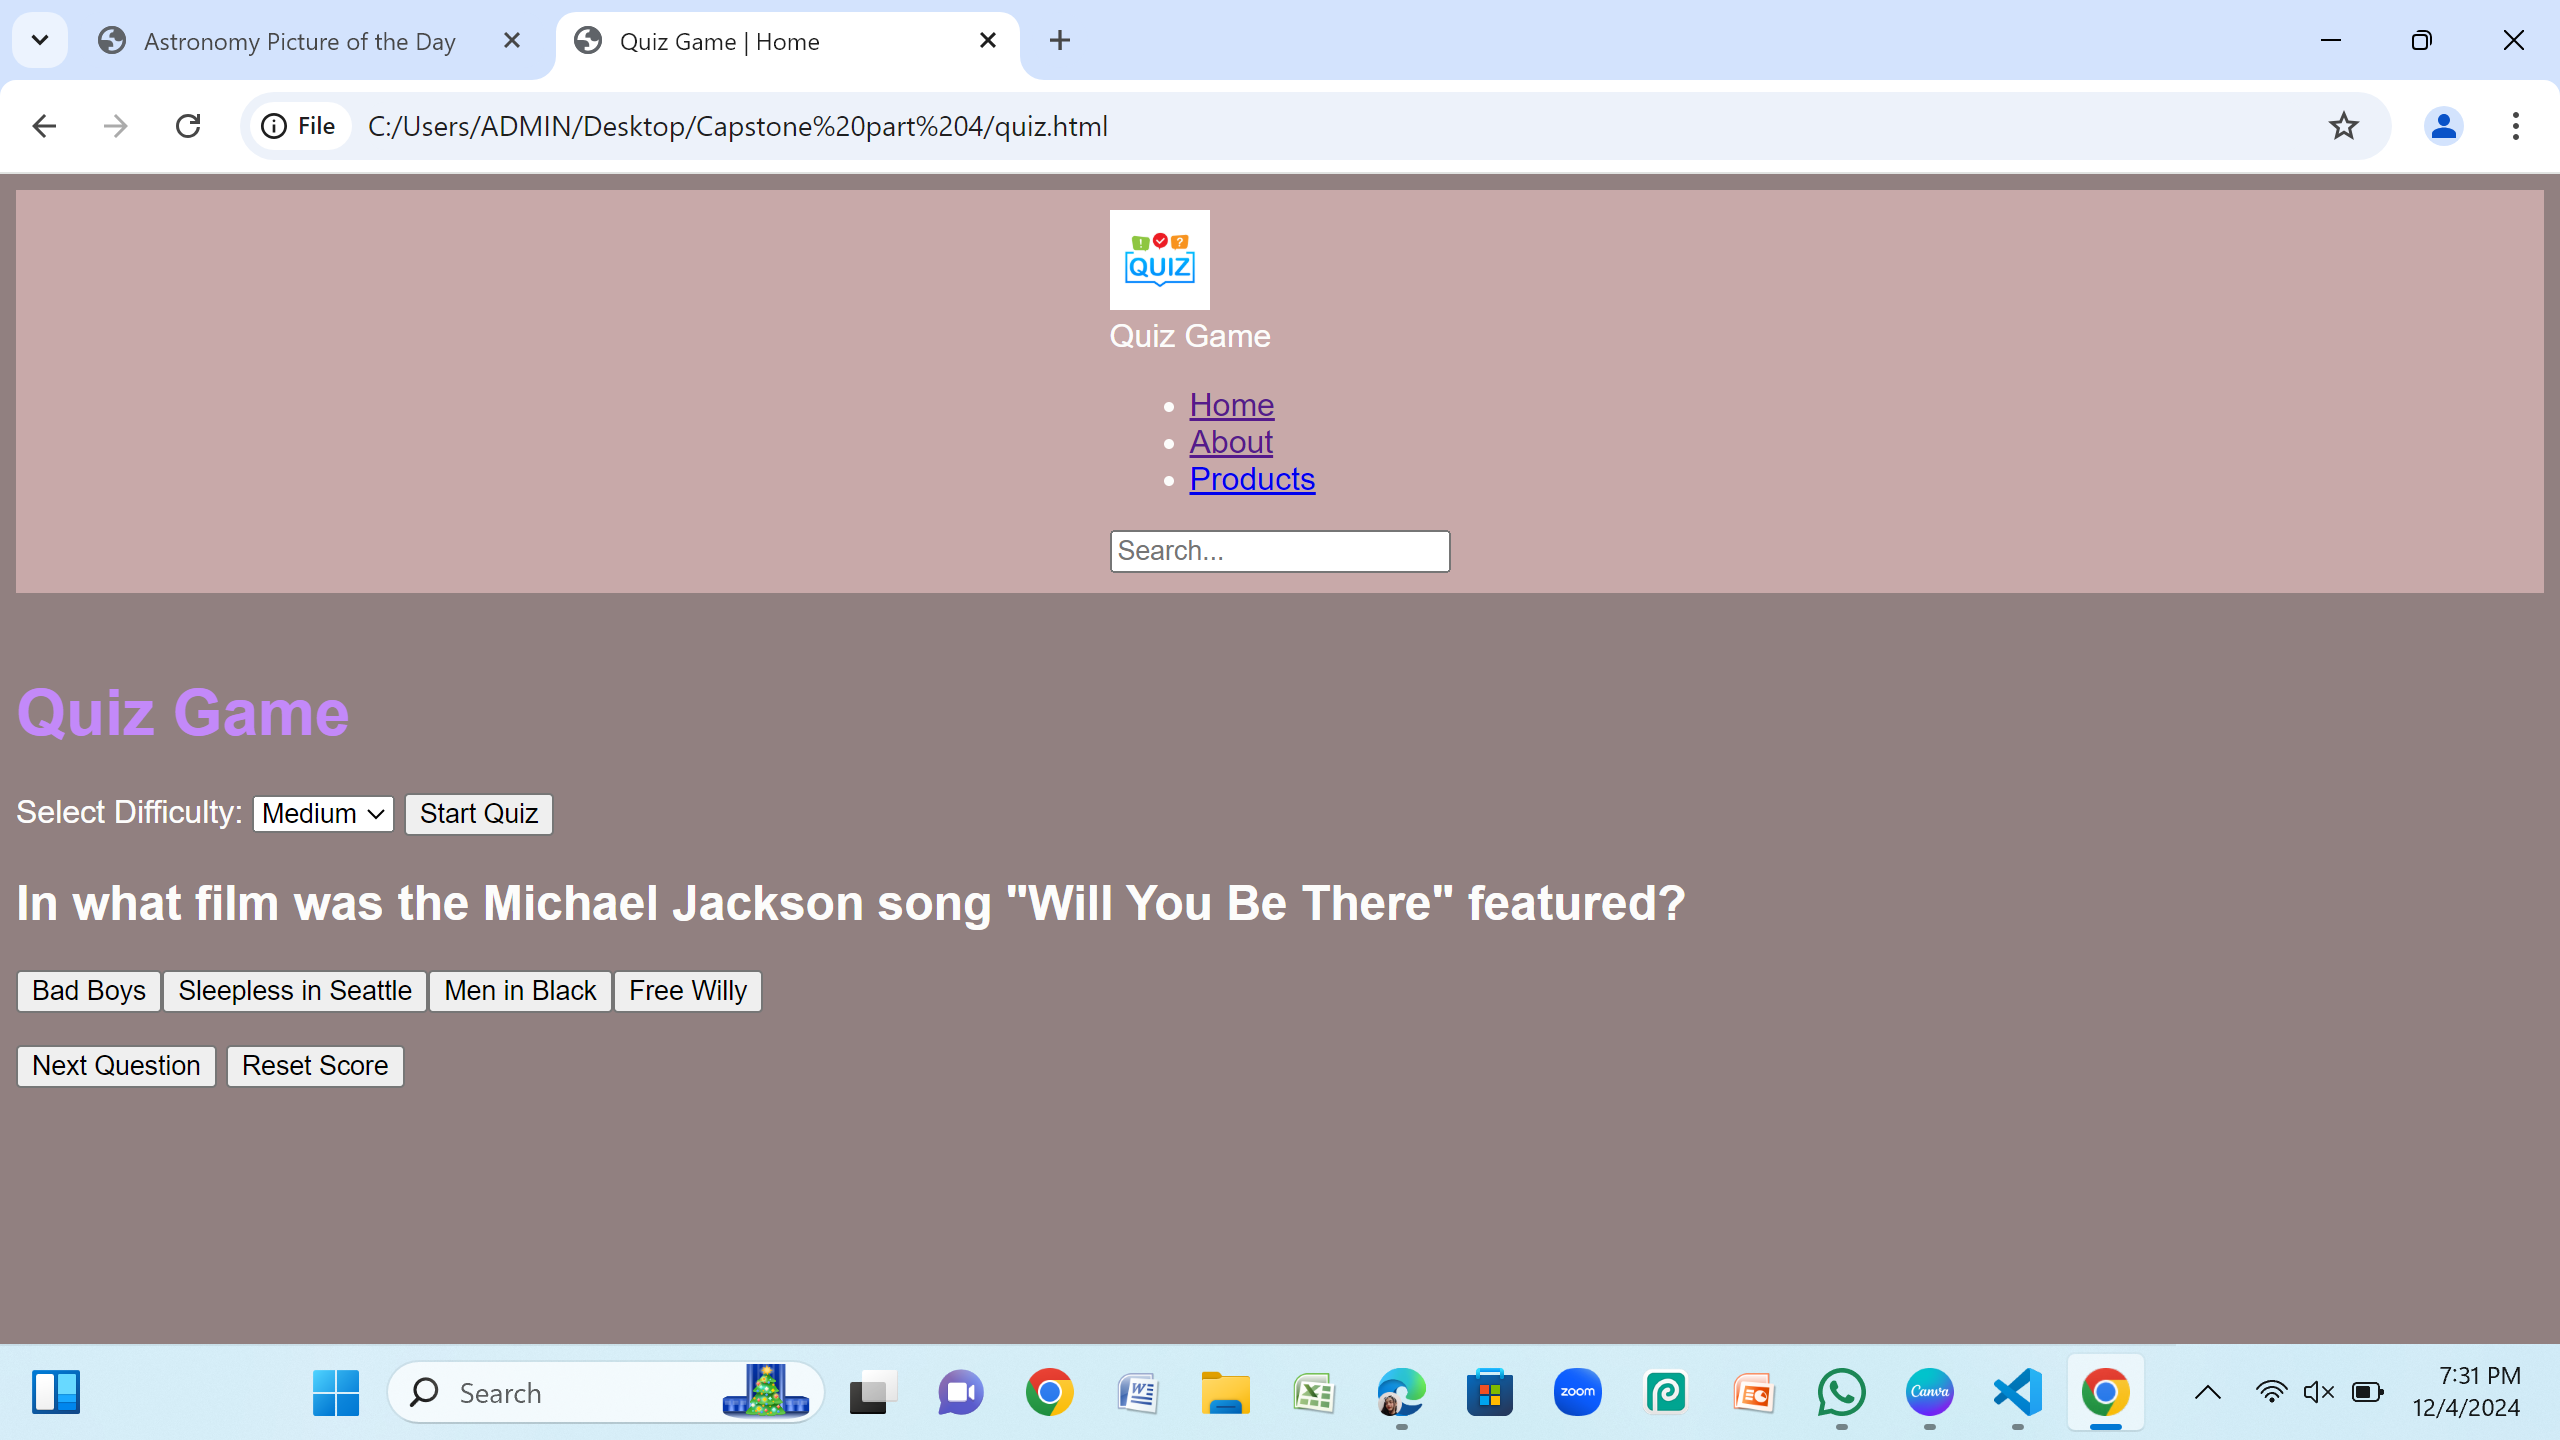 Astronomy Picture of the Day
Quiz Game | Home
File
C:/Users/ADMIN/Desktop/Capstone%20part%204/quiz.html
! ?
QUIZ
Quiz Game
Home
About
Products
Search...
Quiz Game
Select Difficulty: Medium Start Quiz
In what film was the Michael Jackson song "Will You Be There" featured?
Bad Boys Sleepless in Seattle Men in Black Free Willy
Next Question Reset Score
Search
zoom
Canva
7:31 PM
12/4/2024